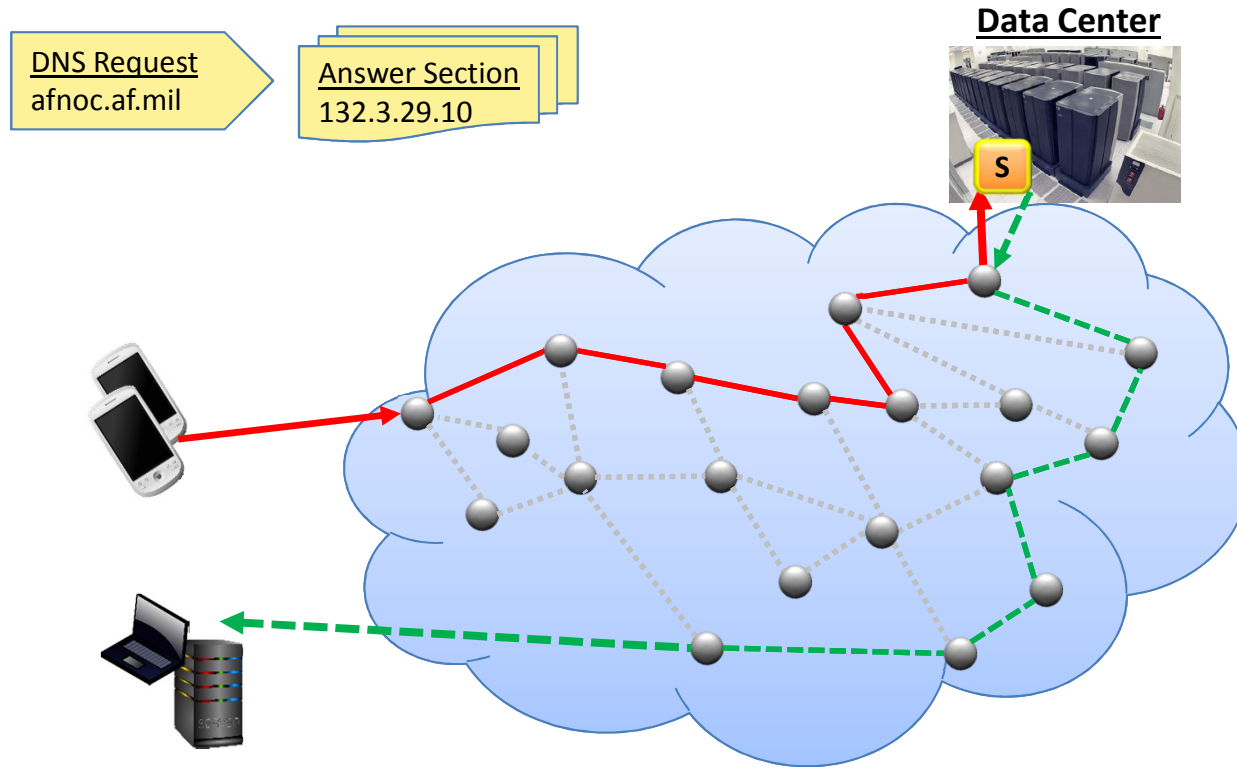 Data Center
DNS Request
afnoc.af.mil
Answer Section
132.3.29.10
S